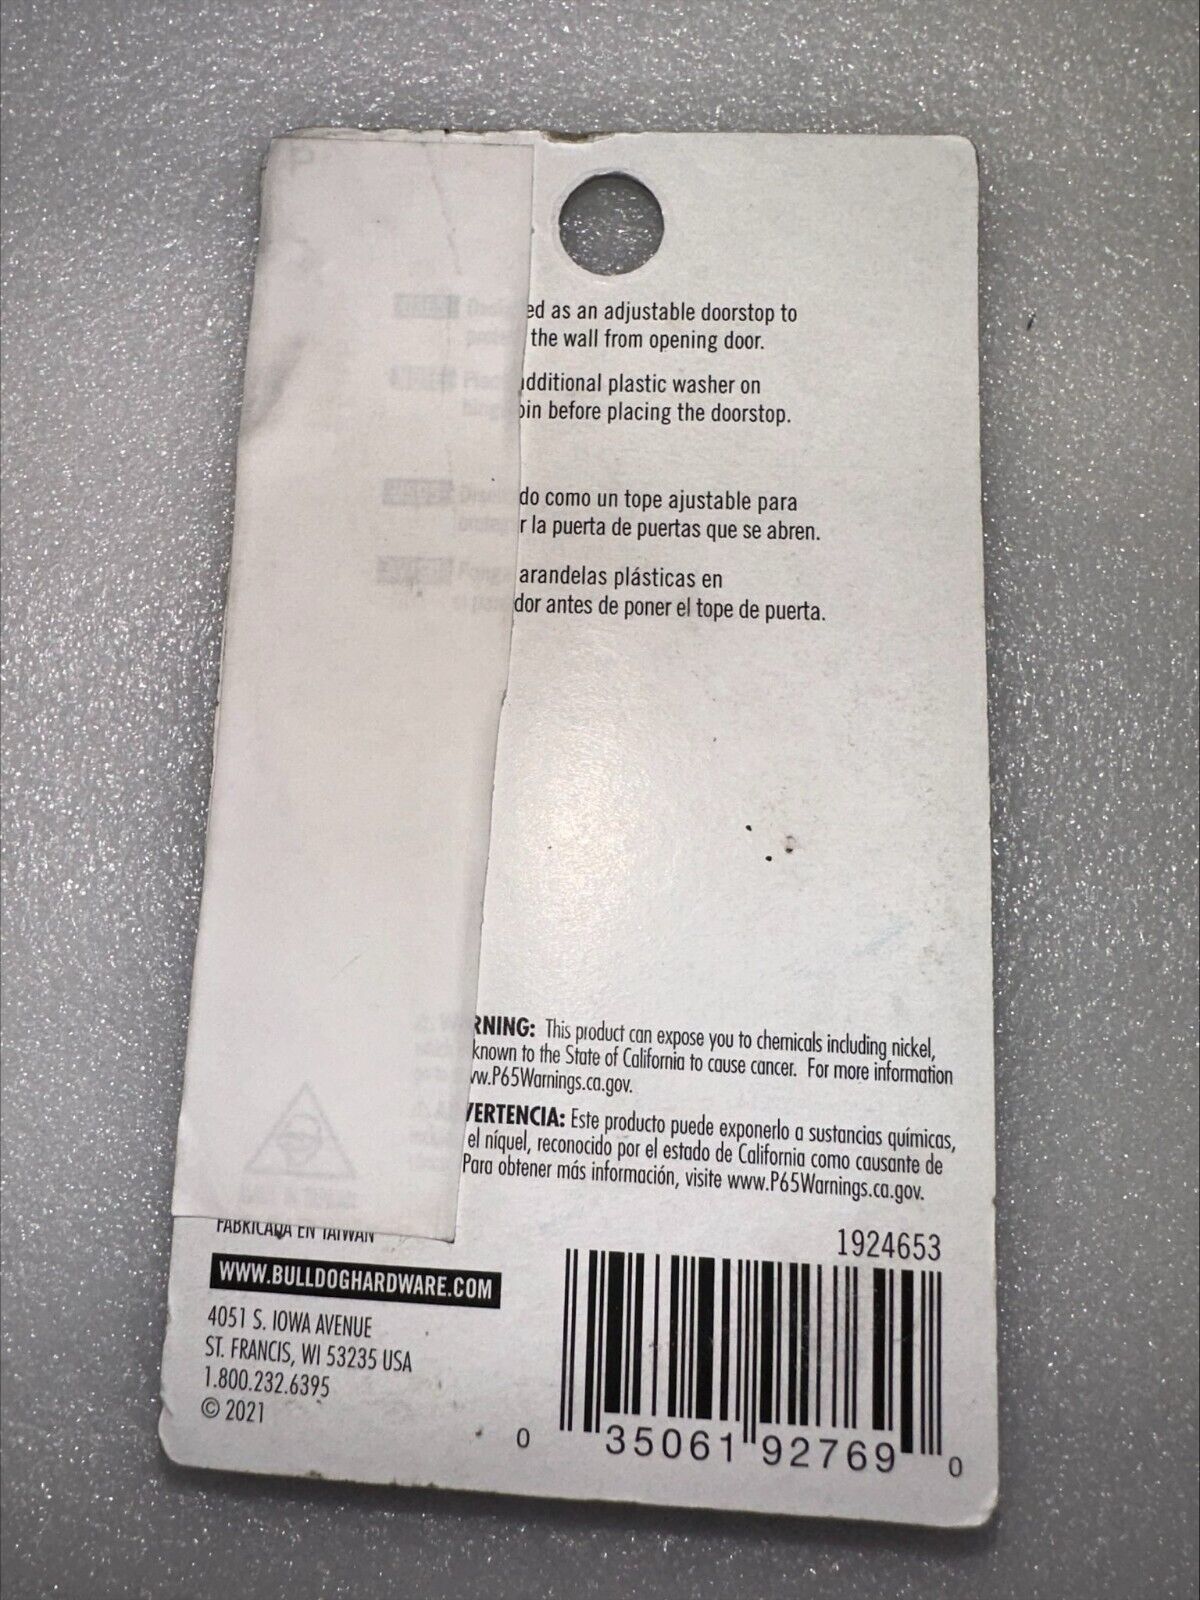 ed as an adjustable doorstop to
the wall from opening door.
additional plastic washer on
pin before placing the doorstop.
do como un tope ajustable para
r la puerta de puertas que se abren.
arandelas plásticas en
dor antes de poner el tope de puerta.
RNING: This product can expose you to chemicals including nickel,
known to the State of California to cause cancer. For more information
ww.P65Warnings.ca.gov.
VERTENCIA: Este producto puede exponerlo a sustancias químicas,
el níquel, reconocido por el estado de California como causante de
Para obtener más información, visite www.P65Warnings.ca.gov.
FABRICADA EN TAIWAN
WWW.BULLDOGHARDWARE.COM
4051 S. IOWA AVENUE
ST. FRANCIS, WI 53235 USA
1.800.232.6395
© 2021
1924653
0 35061 92769 0